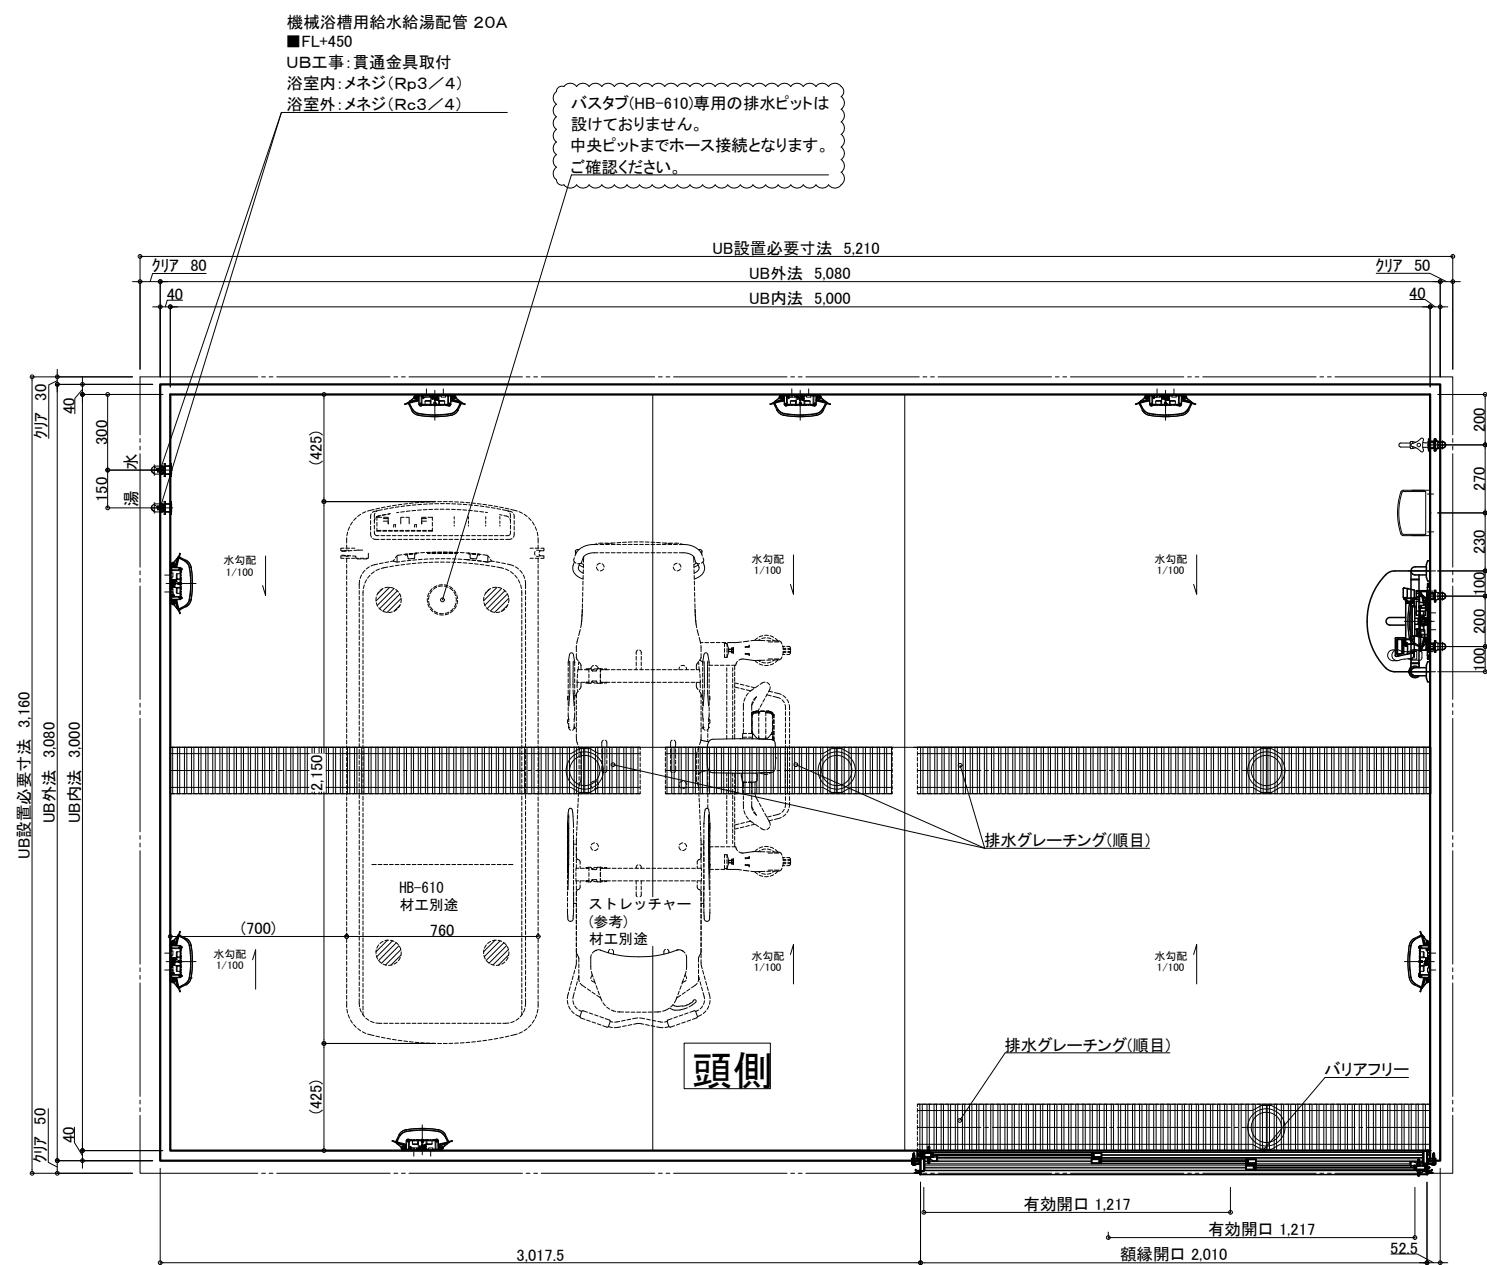 機械浴槽用給水給湯配管 20A
■FL+450
UB工事:貫通金具取付
浴室内:メネジ(Rp3／4)
浴室外:メネジ(Rc3／4)
バスタブ(HB-610)専用の排水ピットは
設けておりません。
中央ピットまでホース接続となります。
ご確認ください。
UB設置必要寸法 5,210
クリア 80
UB外法 5,080
クリア 50
40
UB内法 5,000
40
クリア 30
40
300
水
150
湯
(425)
200
270
230
100
200
100
水勾配
1/100
水勾配
1/100
水勾配
1/100
UB設置必要寸法 3,160
UB外法 3,080
UB内法 3,000
2,150
排水グレーチング(順目)
HB-610
材工別途
ストレッチャー
(参考)
材工別途
(700)
760
水勾配
1/100
水勾配
1/100
水勾配
1/100
頭側
排水グレーチング(順目)
バリアフリー
(425)
クリア 50
40
有効開口 1,217
有効開口 1,217
3,017.5
額縁開口 2,010
52.5